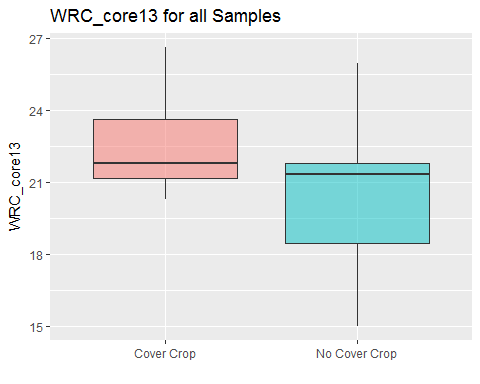 WRC_core13 for all Samples
27
24
21
18
15
WRC_core13
Cover Crop
No Cover Crop